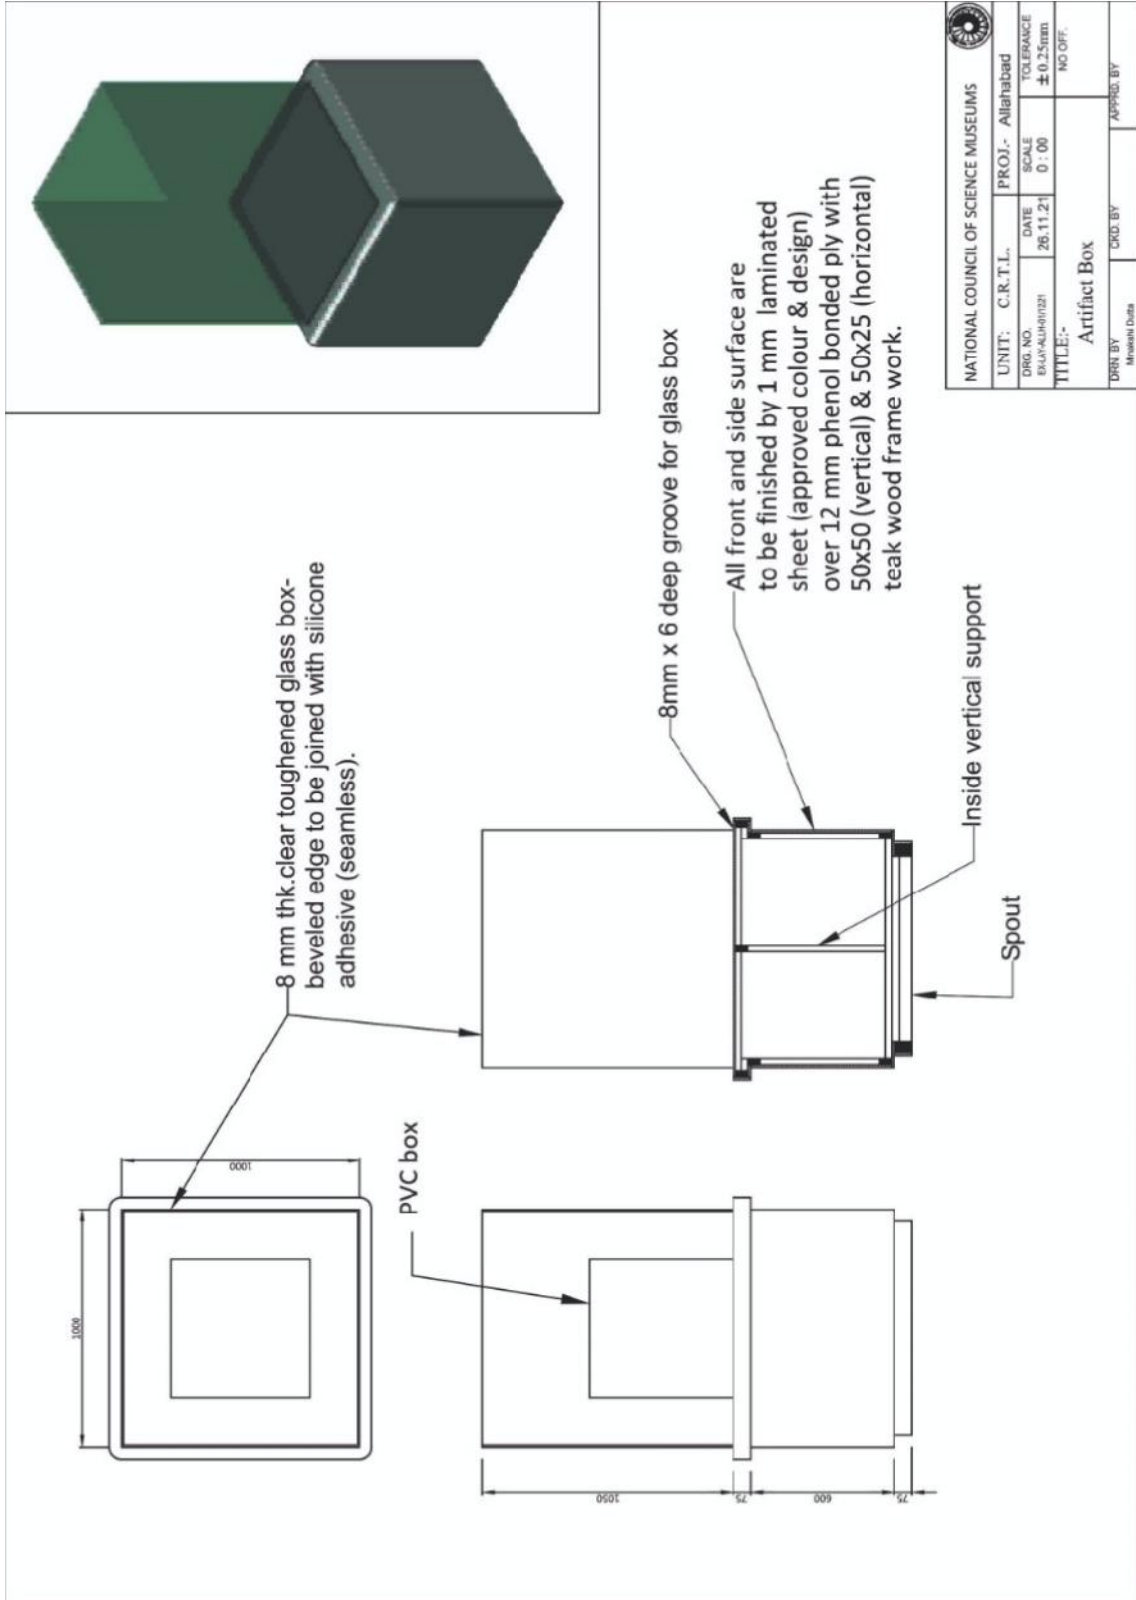 1000
1000
8 mm thk.clear toughened glass box-
beveled edge to be joined with silicone
adhesive (seamless).
PVC box
1050
75
600
75
8mm x 6 deep groove for glass box
All front and side surface are
to be finished by 1 mm laminated
sheet (approved colour & design)
over 12 mm phenol bonded ply with
50x50 (vertical) & 50x25 (horizontal)
teak wood frame work.
Inside vertical support
Spout
NATIONAL COUNCIL OF SCIENCE MUSEUMS
UNIT: C.R.T.L.
PROJ.- Allahabad
DRG. NO.
DATE
26.11.21
SCALE
0 : 00
TOLERANCE
± 0.25mm
TITLE:-
Artifact Box
NO OFF.
DRN. BY
Minakshi Dutta
CKD. BY
APPRD. BY